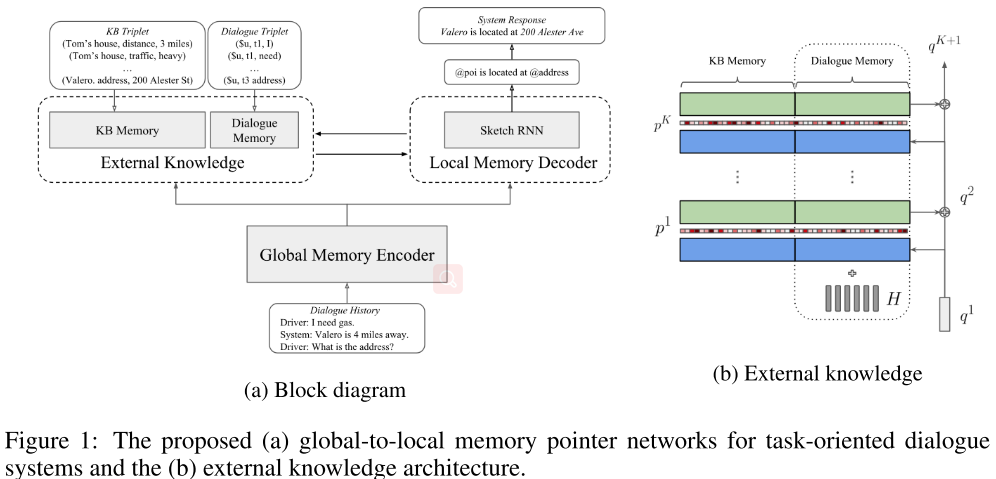 KB Triplet
(Tom's house, distance, 3 miles)
(Tom's house, traffic, heavy)
...
(Valero. address, 200 Alester St)
Dialogue Triplet
($u, t1, I)
($u, t1, need)
...
($u, t3 address)
KB Memory
Dialogue
Memory
External Knowledge
System Response
Valero is located at 200 Alester Ave
@poi is located at @address
Sketch RNN
Local Memory Decoder
Global Memory Encoder
Dialogue History
Driver: I need gas.
System: Valero is 4 miles away.
Driver: What is the address?
(a) Block diagram
q^{K+1}
KB Memory
Dialogue Memory
p^K
q^2
p^1
H
q^1
(b) External knowledge
Figure 1: The proposed (a) global-to-local memory pointer networks for task-oriented dialogue
systems and the (b) external knowledge architecture.